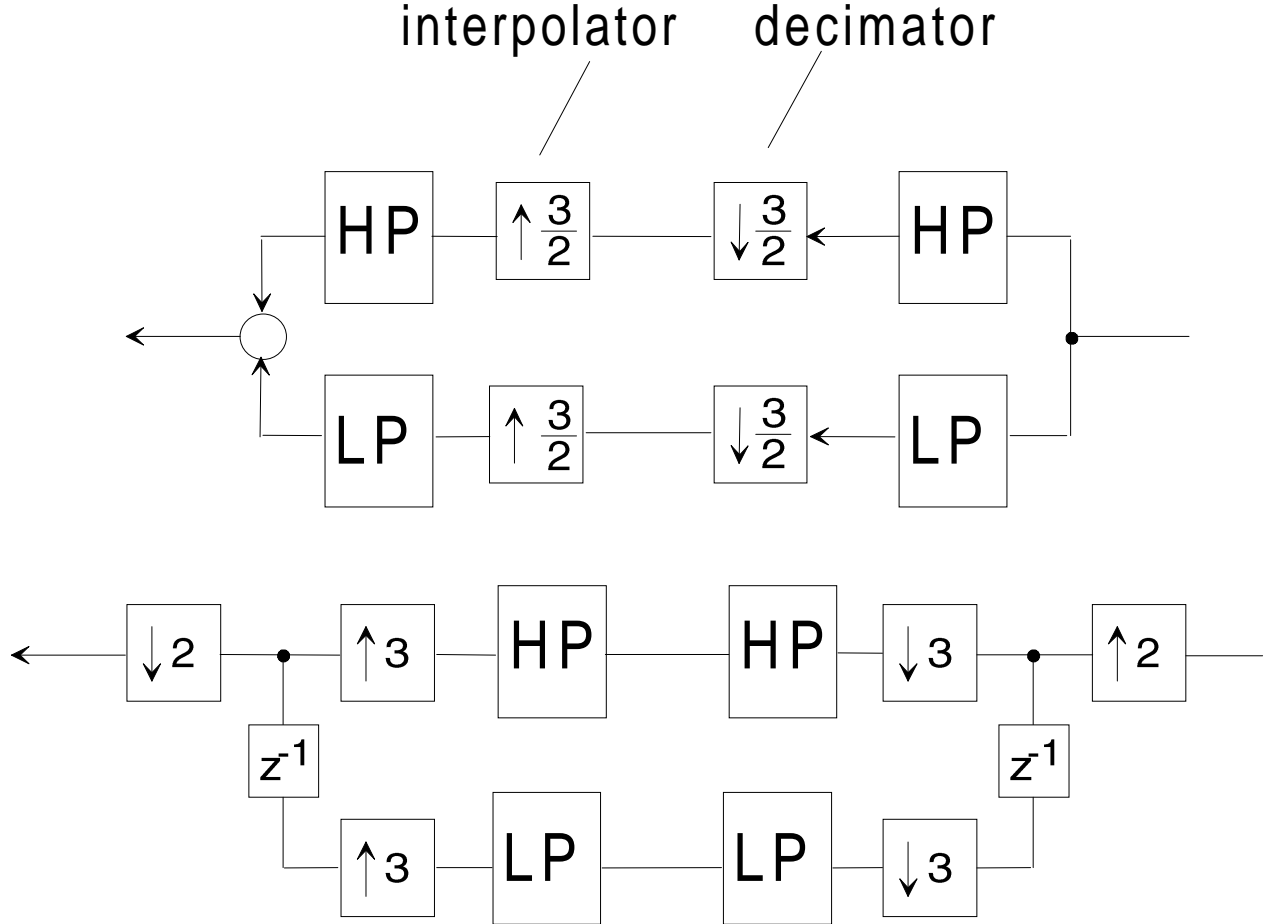 interpolator decimator
HP ↑ 3/2 ↓ 3/2 HP
LP ↑ 3/2 ↓ 3/2 LP
↓ 2 ↑ 3 HP HP ↓ 3 ↑ 2
z⁻¹ z⁻¹
↑ 3 LP LP ↓ 3